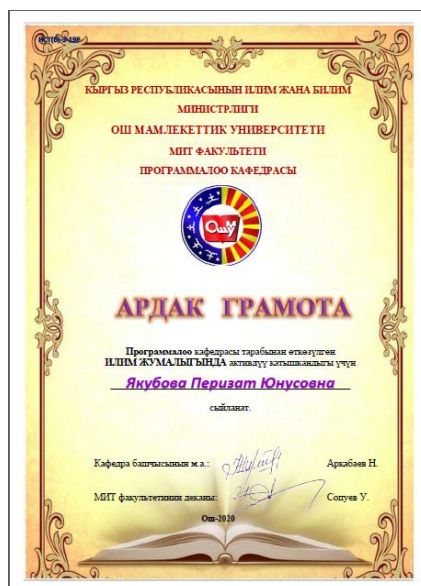 КЫРГЫЗ РЕСПУБЛИКАСЫНЫН ИЛИМ ЖАНА БИЛИМ
МИНИСТРЛИГИ
ОШ МАМЛЕКЕТТИК УНИВЕРСИТЕТИ
МИТ ФАКУЛЬТЕТИ
ПРОГРАММАЛОО КАФЕДРАСЫ
ОшМУ
АРДАК ГРАМОТА
Программалоо кафедрасы тарабынан өткөзүлгөн
ИЛИМ ЖУМАЛЫГЫНДА активдүү катышкандыгы үчүн
Якубова Перизат Юнусовна
сыйланат.
Кафедра башчысынын м.а.: Аркабаев Н.
МИТ факультетинин деканы: Сопуев У.
Ош-2020